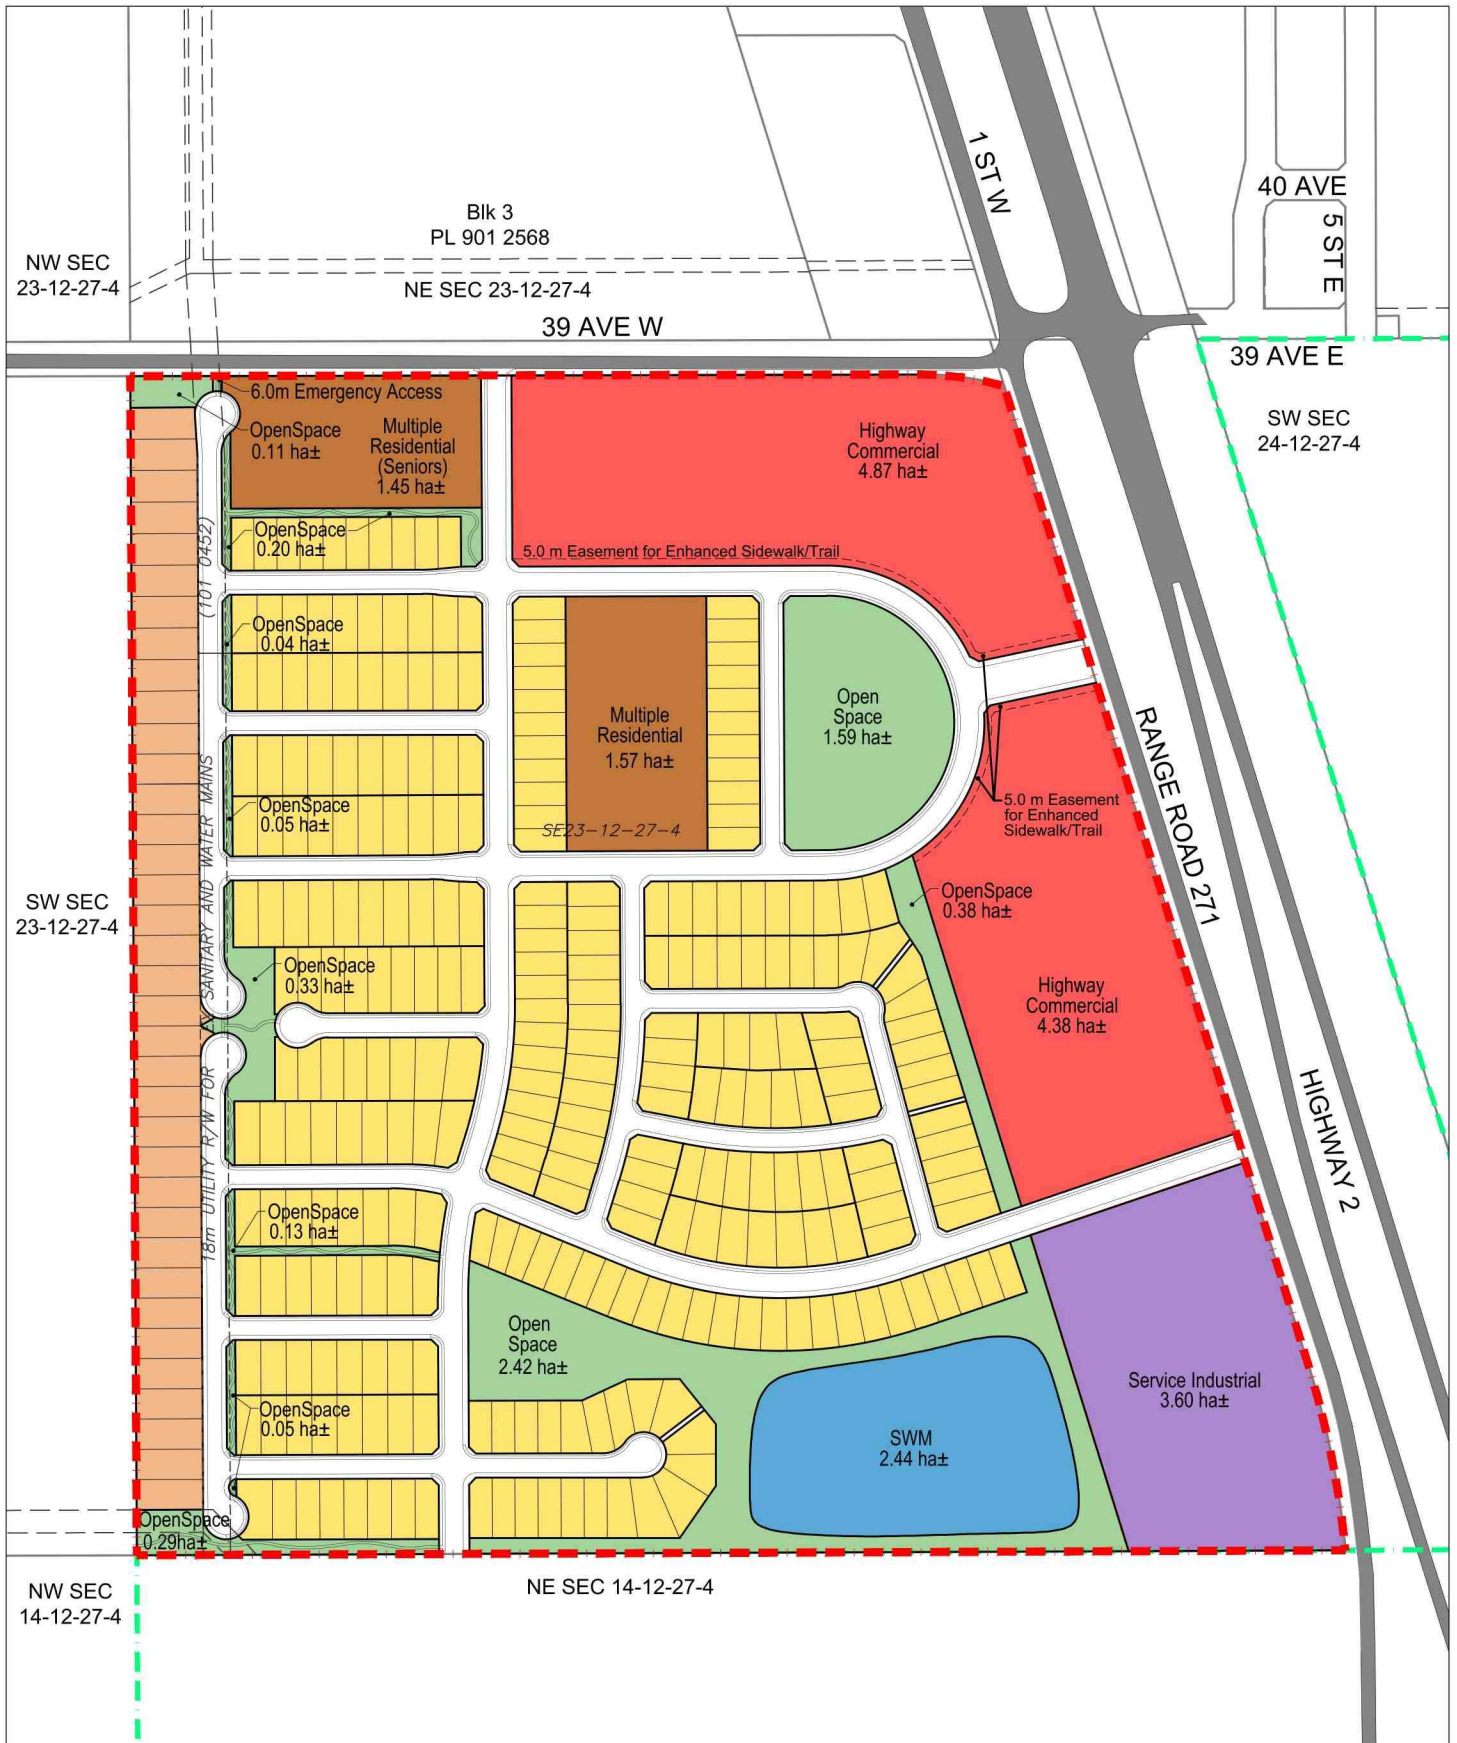 1 ST W
40 AVE
5 ST E
Blk 3
PL 901 2568
NW SEC
23-12-27-4
NE SEC 23-12-27-4
39 AVE W
39 AVE E
6.0m Emergency Access
SW SEC
24-12-27-4
OpenSpace
0.11 ha±
Multiple
Residential
(Seniors)
1.45 ha±
Highway
Commercial
4.87 ha±
OpenSpace
0.20 ha±
5.0 m Easement for Enhanced Sidewalk/Trail
OpenSpace
0.04 ha±
Multiple
Residential
1.57 ha±
Open
Space
1.59 ha±
RANGE ROAD 271
OpenSpace
0.05 ha±
SE23-12-27-4
5.0 m Easement
for Enhanced
Sidewalk/Trail
SW SEC
23-12-27-4
OpenSpace
0.38 ha±
OpenSpace
0.33 ha±
Highway
Commercial
4.38 ha±
HIGHWAY 2
18m UTILITY R/W FOR SANITARY AND WATER MAINS (101 0452)
OpenSpace
0.13 ha±
Open
Space
2.42 ha±
Service Industrial
3.60 ha±
OpenSpace
0.05 ha±
SWM
2.44 ha±
OpenSpace
0.29ha±
NW SEC
14-12-27-4
NE SEC 14-12-27-4